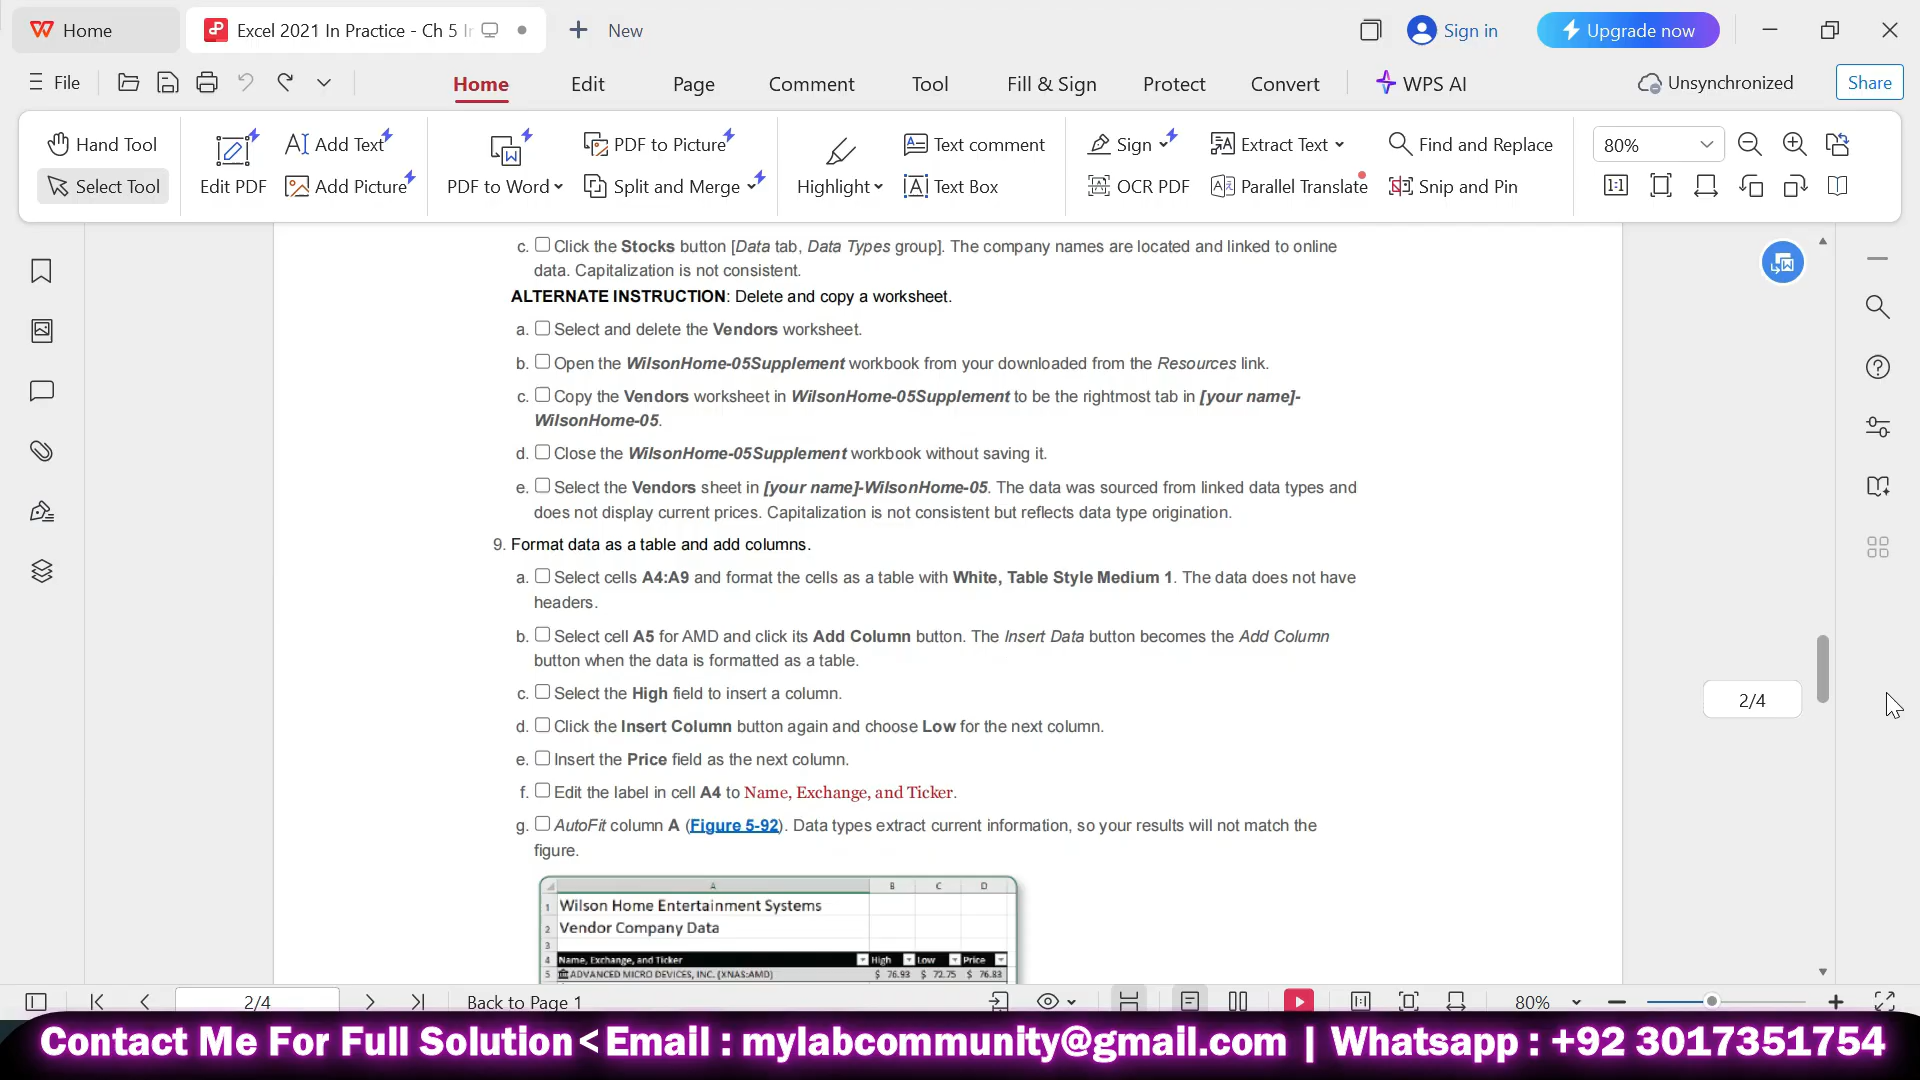 Home
Excel 2021 In Practice - Ch 5 In
New
Sign in
Upgrade now
File
Home
Edit
Page
Comment
Tool
Fill & Sign
Protect
Convert
WPS AI
Unsynchronized
Share
Hand Tool
Select Tool
Edit PDF
Add Text
Add Picture
PDF to Word
PDF to Picture
Split and Merge
Highlight
Text comment
Text Box
Sign
OCR PDF
Extract Text
Parallel Translate
Find and Replace
Snip and Pin
80%
1:1
c. Click the Stocks button [Data tab, Data Types group]. The company names are located and linked to online
data. Capitalization is not consistent.
ALTERNATE INSTRUCTION: Delete and copy a worksheet.
a. Select and delete the Vendors worksheet.
b. Open the WilsonHome-05Supplement workbook from your downloaded from the Resources link.
c. Copy the Vendors worksheet in WilsonHome-05Supplement to be the rightmost tab in [your name]-
WilsonHome-05.
d. Close the WilsonHome-05Supplement workbook without saving it.
e. Select the Vendors sheet in [your name]-WilsonHome-05. The data was sourced from linked data types and
does not display current prices. Capitalization is not consistent but reflects data type origination.
9. Format data as a table and add columns.
a. Select cells A4:A9 and format the cells as a table with White, Table Style Medium 1. The data does not have
headers.
b. Select cell A5 for AMD and click its Add Column button. The Insert Data button becomes the Add Column
button when the data is formatted as a table.
c. Select the High field to insert a column.
d. Click the Insert Column button again and choose Low for the next column.
e. Insert the Price field as the next column.
f. Edit the label in cell A4 to Name, Exchange, and Ticker.
g. AutoFit column A (Figure 5-92). Data types extract current information, so your results will not match the
figure.
A B C D
1 Wilson Home Entertainment Systems
2 Vendor Company Data
3
4 Name, Exchange, and Ticker High Low Price
5 ADVANCED MICRO DEVICES, INC. (XNAS:AMD) $ 76.93 $ 72.75 $ 76.83
2/4
2/4
Back to Page 1
80%
Contact Me For Full Solution < Email : mylabcommunity@gmail.com | Whatsapp : +92 3017351754